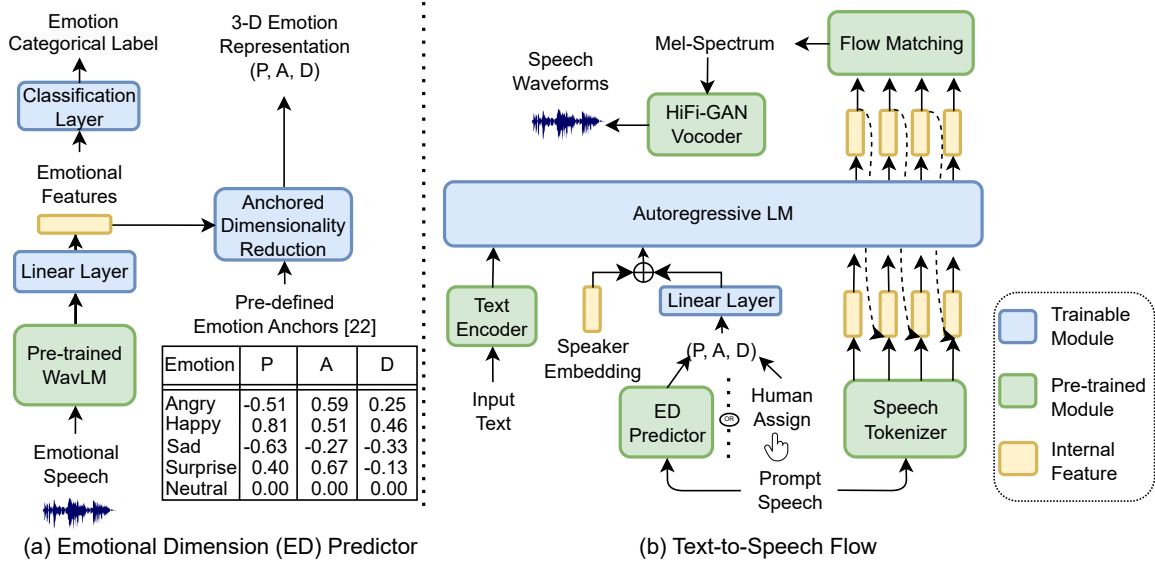 Emotion
Categorical Label
Classification
Layer
Emotional
Features
Linear Layer
Pre-trained
WavLM
Emotional
Speech
3-D Emotion
Representation
(P, A, D)
Anchored
Dimensionality
Reduction
Pre-defined
Emotion Anchors [22]
Emotion P A D
Angry -0.51 0.59 0.25
Happy 0.81 0.51 0.46
Sad -0.63 -0.27 -0.33
Surprise 0.40 0.67 -0.13
Neutral 0.00 0.00 0.00
(a) Emotional Dimension (ED) Predictor
Speech
Waveforms
Mel-Spectrum
Flow Matching
HiFi-GAN
Vocoder
Autoregressive LM
Text
Encoder
Input
Text
Speaker
Embedding
Linear Layer
(P, A, D)
ED
Predictor
OR
Human
Assign
Prompt
Speech
Speech
Tokenizer
Trainable
Module
Pre-trained
Module
Internal
Feature
(b) Text-to-Speech Flow